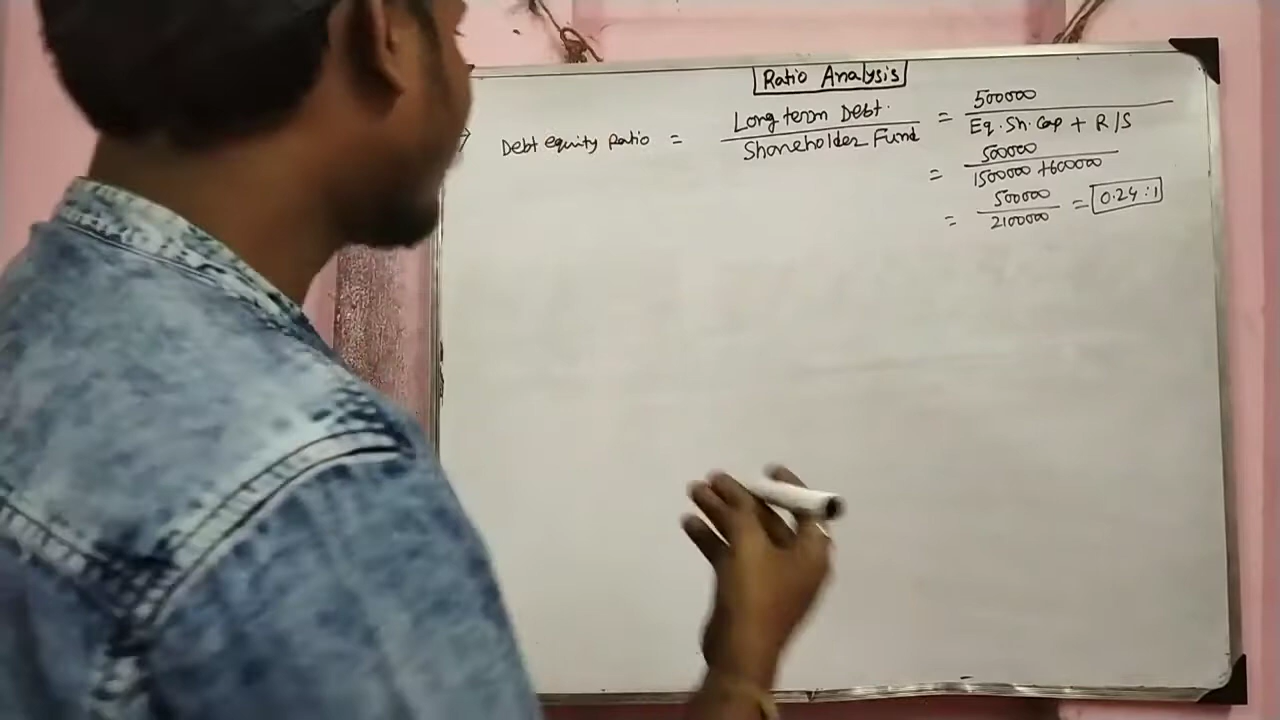 Ratio Analysis
Debt equity Ratio = Long term Debt. / Shareholder Fund = 500000 / Eq. Sh. Cap + R/S
= 500000 / 1500000 + 600000
= 500000 / 2100000 = 0.24 : 1